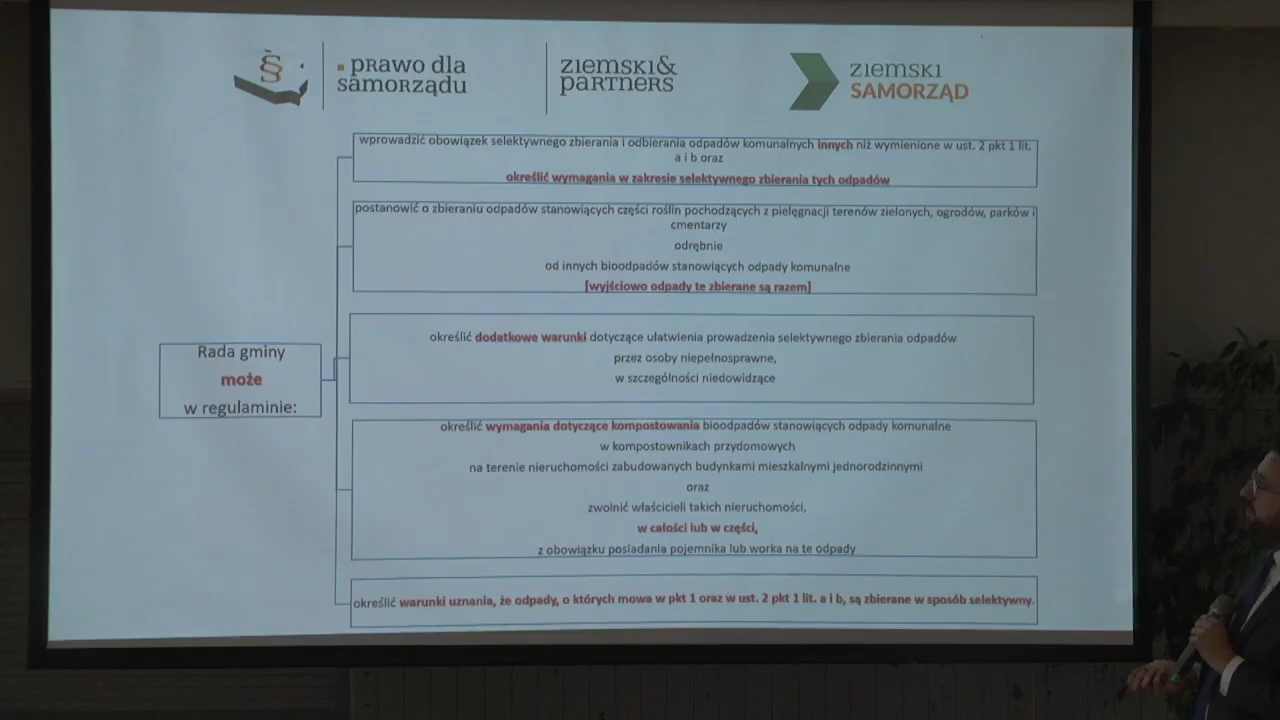 §
prawo dla
samorządu
ziemski&
partners
ziemski
SAMORZĄD
wprowadzić obowiązek selektywnego zbierania i odbierania odpadów komunalnych innych niż wymienione w ust. 2 pkt 1 lit.
a i b oraz
określić wymagania w zakresie selektywnego zbierania tych odpadów
postanowić o zbieraniu odpadów stanowiących części roślin pochodzących z pielęgnacji terenów zielonych, ogrodów, parków i
cmentarzy
odrębnie
od innych bioodpadów stanowiących odpady komunalne
[wyjściowo odpady te zbierane są razem]
określić dodatkowe warunki dotyczące ułatwienia prowadzenia selektywnego zbierania odpadów
przez osoby niepełnosprawne,
w szczególności niedowidzące
Rada gminy
może
w regulaminie:
określić wymagania dotyczące kompostowania bioodpadów stanowiących odpady komunalne
w kompostownikach przydomowych
na terenie nieruchomości zabudowanych budynkami mieszkalnymi jednorodzinnymi
oraz
zwolnić właścicieli takich nieruchomości,
w całości lub w części,
z obowiązku posiadania pojemnika lub worka na te odpady
określić warunki uznania, że odpady, o których mowa w pkt 1 oraz w ust. 2 pkt 1 lit. a i b, są zbierane w sposób selektywny.